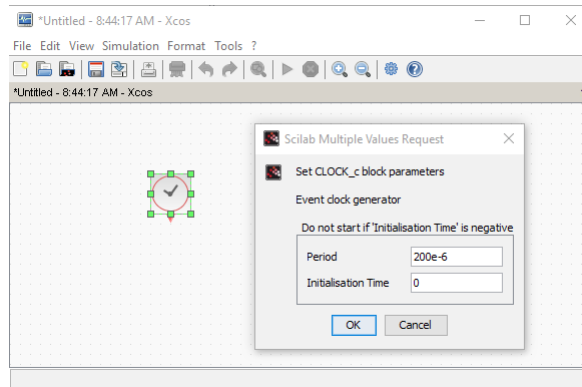 *Untitled - 8:44:17 AM - Xcos
File Edit View Simulation Format Tools ?
*Untitled - 8:44:17 AM - Xcos
Scilab Multiple Values Request
Set CLOCK_c block parameters
Event clock generator
Do not start if 'Initialisation Time' is negative
Period 200e-6
Initialisation Time 0
OK Cancel